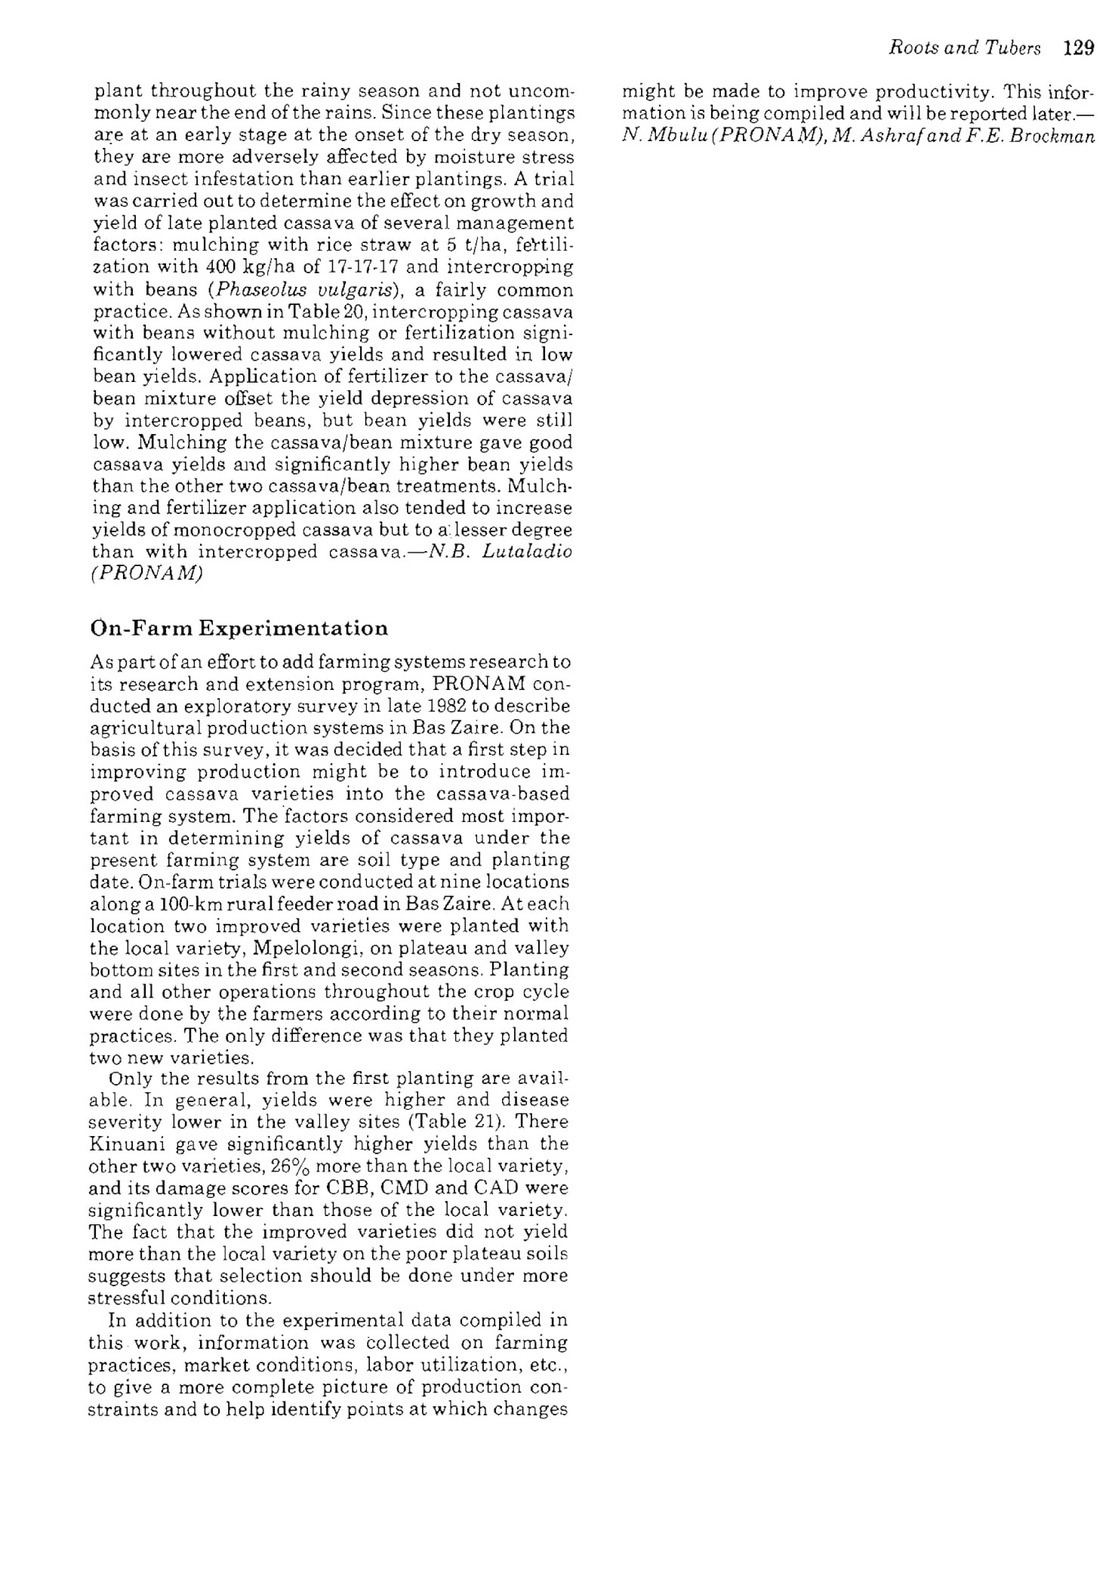 Roots and Tubers 129
plant throughout the rainy season and not uncom-
monly near the end of the rains. Since these plantings
are at an early stage at the onset of the dry season,
they are more adversely affected by moisture stress
and insect infestation than earlier plantings. A trial
was carried out to determine the effect on growth and
yield of late planted cassava of several management
factors: mulching with rice straw at 5 t/ha, fertili-
zation with 400 kg/ha of 17-17-17 and intercropping
with beans (Phaseolus vulgaris), a fairly common
practice. As shown in Table 20, intercropping cassava
with beans without mulching or fertilization signi-
ficantly lowered cassava yields and resulted in low
bean yields. Application of fertilizer to the cassava/
bean mixture offset the yield depression of cassava
by intercropped beans, but bean yields were still
low. Mulching the cassava/bean mixture gave good
cassava yields and significantly higher bean yields
than the other two cassava/bean treatments. Mulch-
ing and fertilizer application also tended to increase
yields of monocropped cassava but to a lesser degree
than with intercropped cassava.—N.B. Lutaladio
(PRONAM)
On-Farm Experimentation
As part of an effort to add farming systems research to
its research and extension program, PRONAM con-
ducted an exploratory survey in late 1982 to describe
agricultural production systems in Bas Zaire. On the
basis of this survey, it was decided that a first step in
improving production might be to introduce im-
proved cassava varieties into the cassava-based
farming system. The factors considered most impor-
tant in determining yields of cassava under the
present farming system are soil type and planting
date. On-farm trials were conducted at nine locations
along a 100-km rural feeder road in Bas Zaire. At each
location two improved varieties were planted with
the local variety, Mpelolongi, on plateau and valley
bottom sites in the first and second seasons. Planting
and all other operations throughout the crop cycle
were done by the farmers according to their normal
practices. The only difference was that they planted
two new varieties.
Only the results from the first planting are avail-
able. In general, yields were higher and disease
severity lower in the valley sites (Table 21). There
Kinuani gave significantly higher yields than the
other two varieties, 26% more than the local variety,
and its damage scores for CBB, CMD and CAD were
significantly lower than those of the local variety.
The fact that the improved varieties did not yield
more than the local variety on the poor plateau soils
suggests that selection should be done under more
stressful conditions.
In addition to the experimental data compiled in
this work, information was collected on farming
practices, market conditions, labor utilization, etc.,
to give a more complete picture of production con-
straints and to help identify points at which changes
might be made to improve productivity. This infor-
mation is being compiled and will be reported later.—
N. Mbulu (PRONAM), M. Ashraf and F.E. Brockman